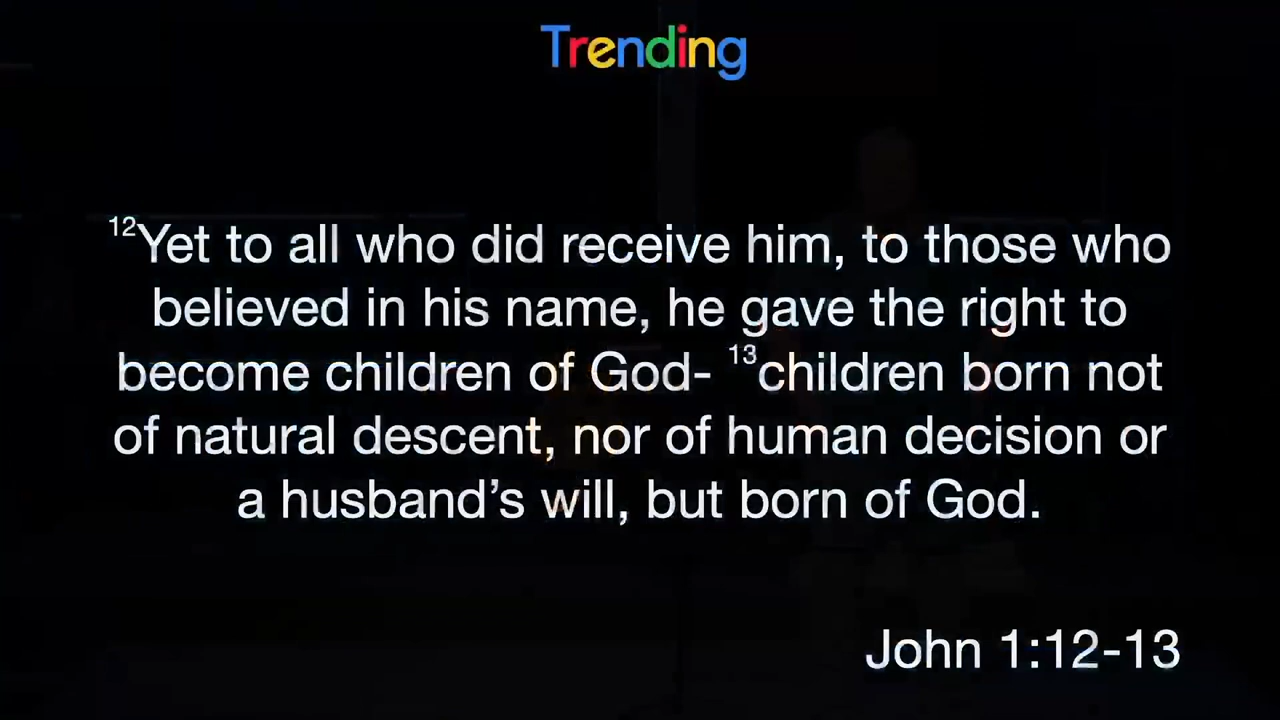 Trending
12Yet to all who did receive him, to those who
believed in his name, he gave the right to
become children of God- 13children born not
of natural descent, nor of human decision or
a husband’s will, but born of God.
John 1:12-13